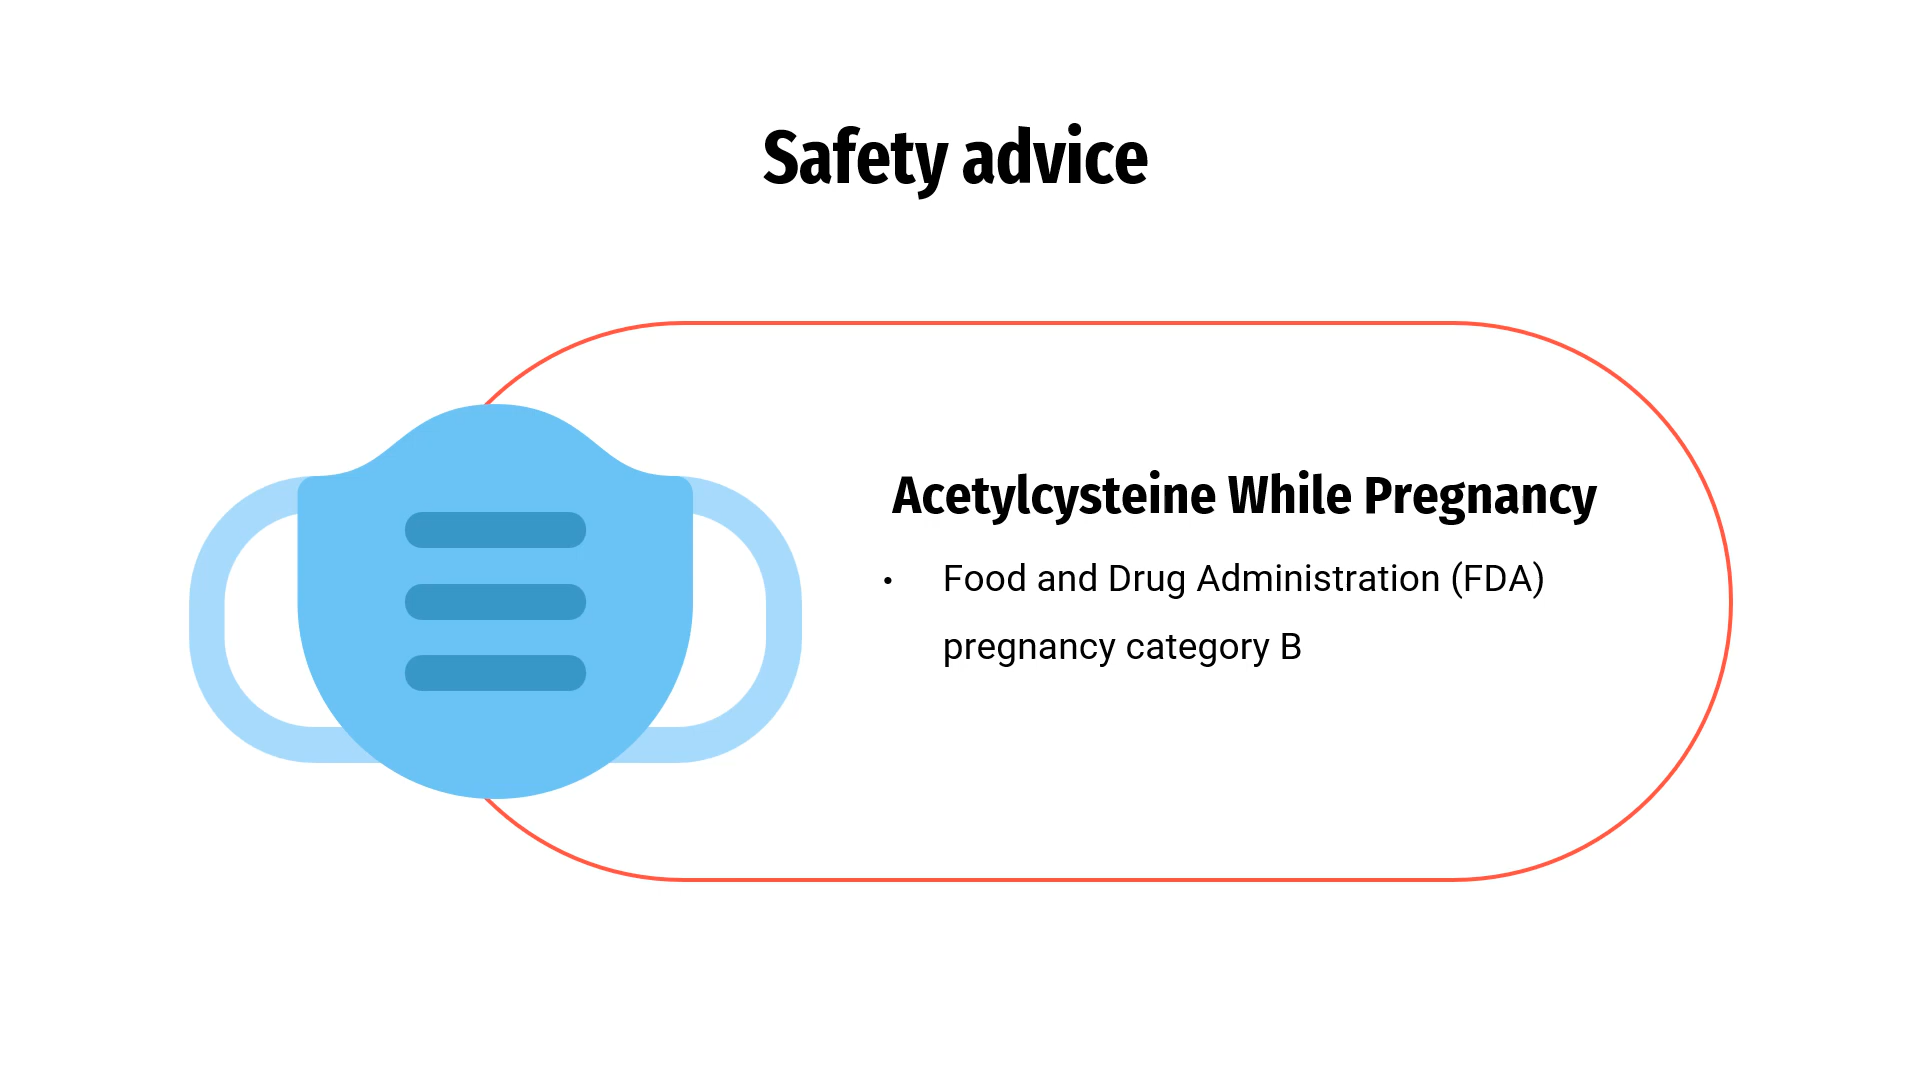 Safety advice
Acetylcysteine While Pregnancy
• Food and Drug Administration (FDA)
pregnancy category B